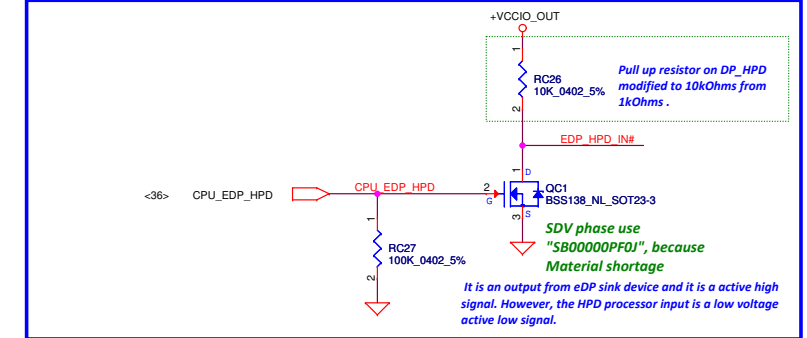 +VCCIO_OUT
1
RC26
10K_0402_5%
2
Pull up resistor on DP_HPD
modified to 10kOhms from
1kOhms .
EDP_HPD_IN#
<36> CPU_EDP_HPD
CPU_EDP_HPD
2
G
1
D
QC1
BSS138_NL_SOT23-3
3
S
1
RC27
100K_0402_5%
2
SDV phase use
"SB00000PF0J", because
Material shortage
It is an output from eDP sink device and it is a active high
signal. However, the HPD processor input is a low voltage
active low signal.